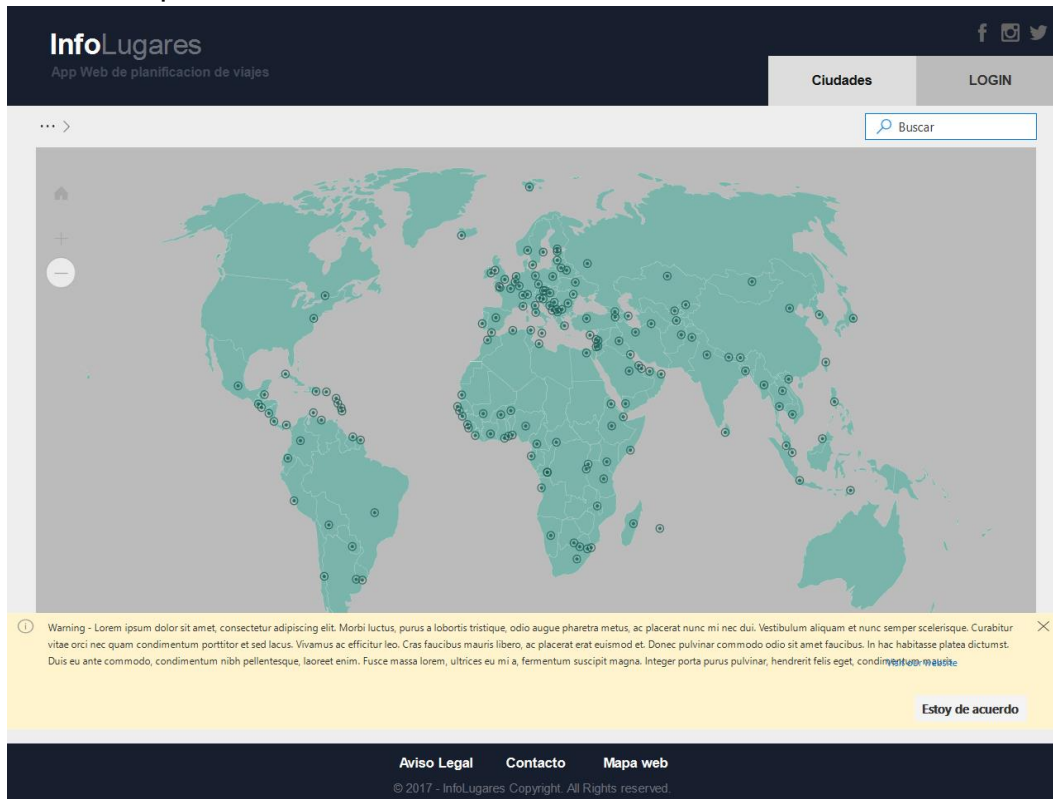 InfoLugares
App Web de planificacion de viajes
Ciudades
LOGIN
Buscar
Warning - Lorem ipsum dolor sit amet, consectetur adipiscing elit. Morbi luctus, purus a lobortis tristique, odio augue pharetra metus, ac placerat nunc mi nec dui. Vestibulum aliquam et nunc semper scelerisque. Curabitur
vitae orci nec quam condimentum porttitor et sed lacus. Vivamus ac efficitur leo. Cras faucibus mauris libero, ac placerat erat euismod et. Donec pulvinar commodo odio sit amet faucibus. In hac habitasse platea dictumst.
Duis eu ante commodo, condimentum nibh pellentesque, laoreet enim. Fusce massa lorem, ultrices eu mi a, fermentum suscipit magna. Integer porta purus pulvinar, hendrerit felis eget, condimentum mauris.
Visit our website
Estoy de acuerdo
Aviso Legal
Contacto
Mapa web
© 2017 - InfoLugares Copyright. All Rights reserved.